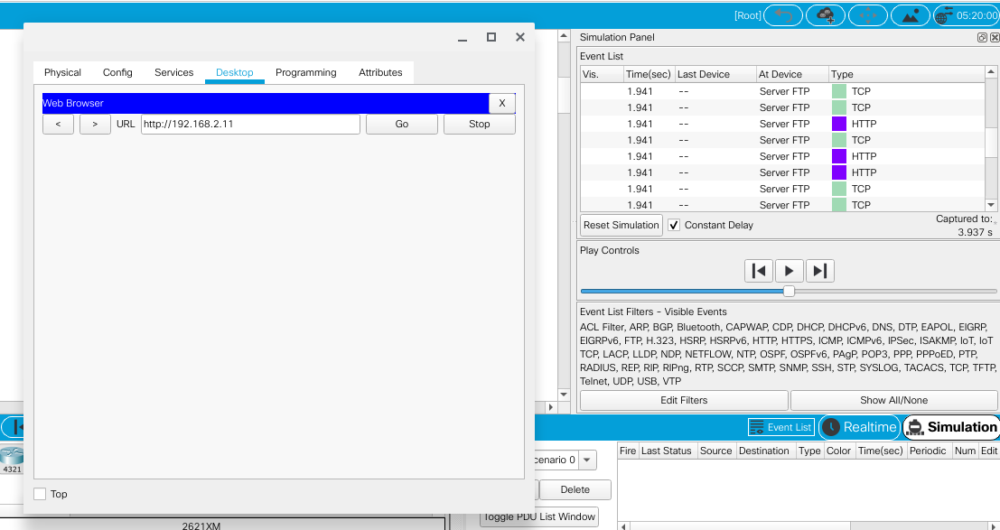 [Root]
05:20:00
Physical Config Services Desktop Programming Attributes
Web Browser X
< > URL http://192.168.2.11 Go Stop
Top
Simulation Panel
Event List
Vis. Time(sec) Last Device At Device Type
1.941 -- Server FTP TCP
1.941 -- Server FTP TCP
1.941 -- Server FTP HTTP
1.941 -- Server FTP TCP
1.941 -- Server FTP HTTP
1.941 -- Server FTP HTTP
1.941 -- Server FTP TCP
1.941 -- Server FTP TCP
Reset Simulation Constant Delay Captured to:
3.937 s
Play Controls
Event List Filters - Visible Events
ACL Filter, ARP, BGP, Bluetooth, CAPWAP, CDP, DHCP, DHCPv6, DNS, DTP, EAPOL, EIGRP,
EIGRPv6, FTP, H.323, HSRP, HSRPv6, HTTP, HTTPS, ICMP, ICMPv6, IPSec, ISAKMP, IoT, IoT
TCP, LACP, LLDP, NDP, NETFLOW, NTP, OSPF, OSPFv6, PAgP, POP3, PPP, PPPoED, PTP,
RADIUS, REP, RIP, RIPng, RTP, SCCP, SMTP, SNMP, SSH, STP, SYSLOG, TACACS, TCP, TFTP,
Telnet, UDP, USB, VTP
Edit Filters Show All/None
Event List Realtime Simulation
4321
cenario 0
Delete
Toggle PDU List Window
Fire Last Status Source Destination Type Color Time(sec) Periodic Num Edit
2621XM